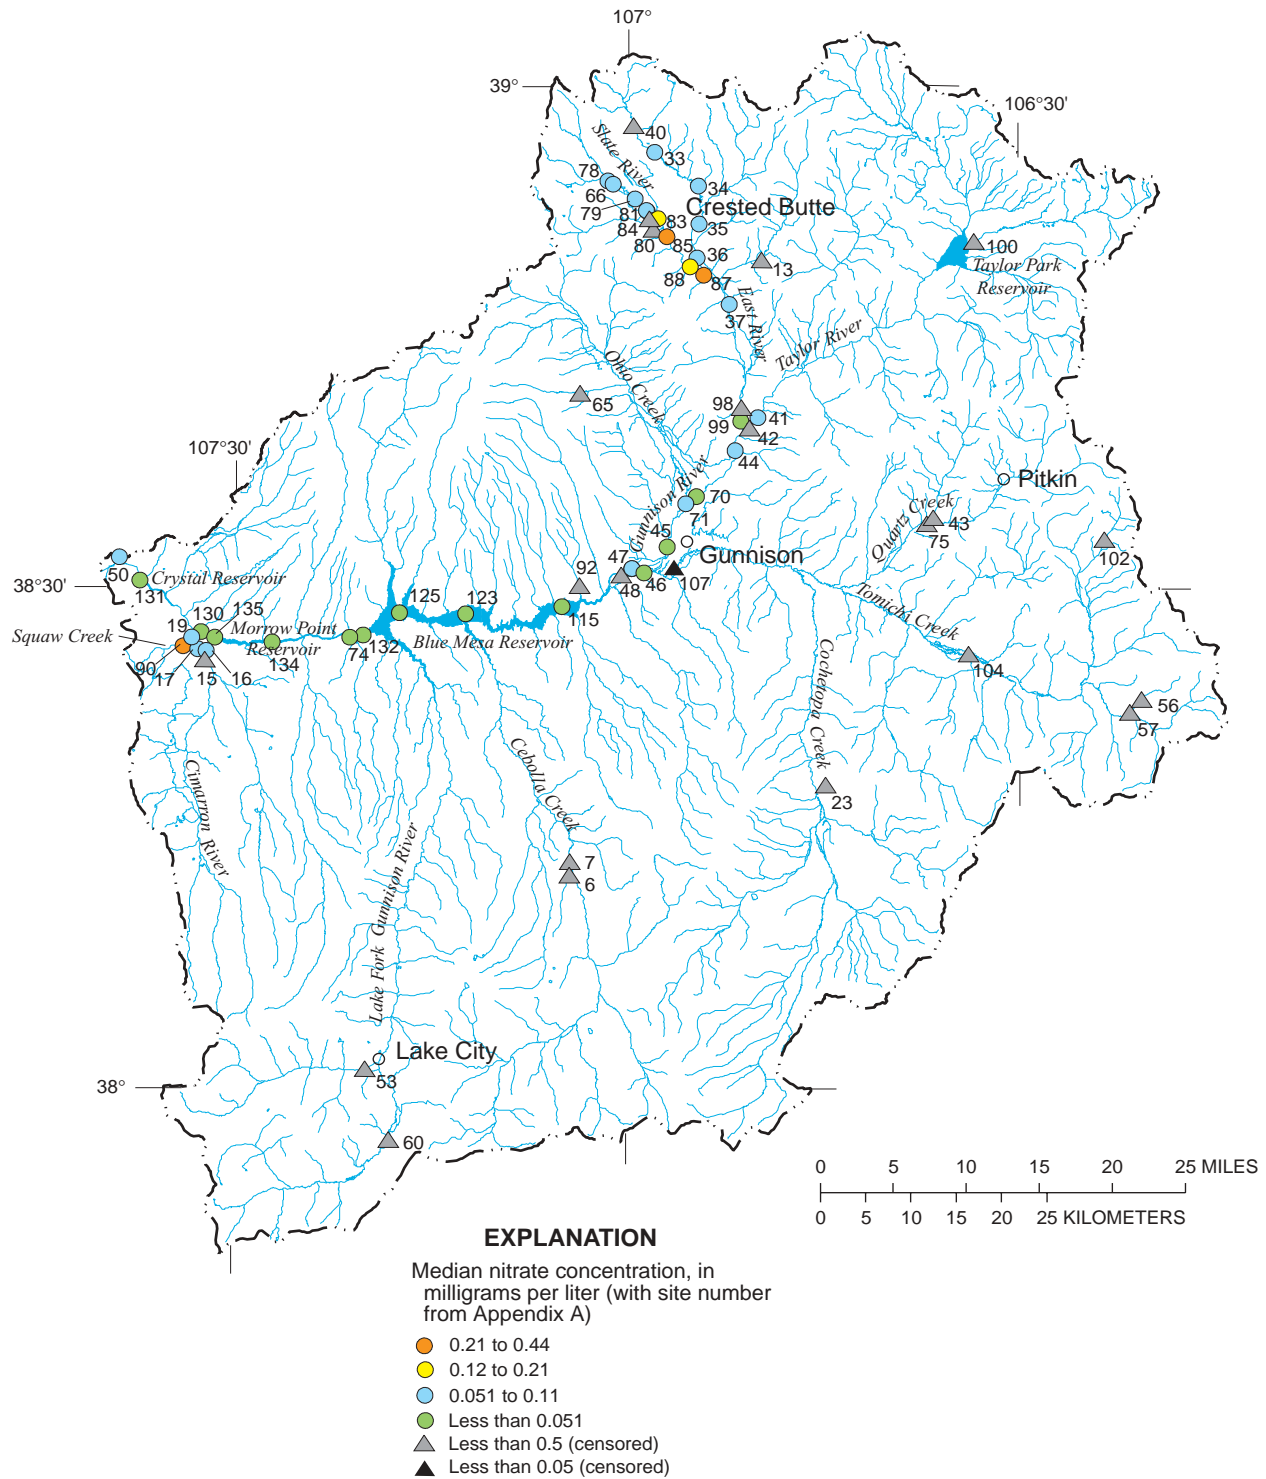 107°
39°
106°30'
40
33
Slate River
78
34
66
Crested Butte
79
81
83
35
84
80
85
36
100
13
Taylor Park
Reservoir
88
87
East River
37
Taylor River
Ohio Creek
65
98
41
99
42
107°30'
44
Pitkin
70
Gunnison River
71
Quartz Creek
43
75
45
Gunnison
102
50
47
92
38°30'
131
Crystal Reservoir
107
48
46
Tomichi Creek
125
123
115
130
135
19
Squaw Creek
Morrow Point
Reservoir
Blue Mesa Reservoir
132
74
134
90
17
15
16
Cochetopa Creek
104
56
57
Cimarron River
Cebolla Creek
23
7
6
Lake Fork Gunnison River
Lake City
53
38°
60
0 5 10 15 20 25 MILES
0 5 10 15 20 25 KILOMETERS
EXPLANATION
Median nitrate concentration, in
milligrams per liter (with site number
from Appendix A)
0.21 to 0.44
0.12 to 0.21
0.051 to 0.11
Less than 0.051
Less than 0.5 (censored)
Less than 0.05 (censored)